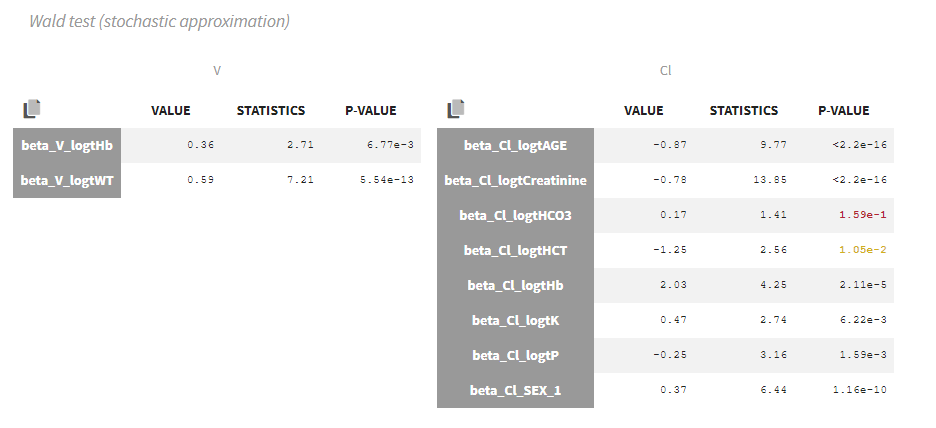 Wald test (stochastic approximation)
V
VALUE STATISTICS P-VALUE
beta_V_logtHb 0.36 2.71 6.77e-3
beta_V_logtWT 0.59 7.21 5.54e-13
Cl
VALUE STATISTICS P-VALUE
beta_Cl_logtAGE -0.87 9.77 <2.2e-16
beta_Cl_logtCreatinine -0.78 13.85 <2.2e-16
beta_Cl_logtHCO3 0.17 1.41 1.59e-1
beta_Cl_logtHCT -1.25 2.56 1.05e-2
beta_Cl_logtHb 2.03 4.25 2.11e-5
beta_Cl_logtK 0.47 2.74 6.22e-3
beta_Cl_logtP -0.25 3.16 1.59e-3
beta_Cl_SEX_1 0.37 6.44 1.16e-10